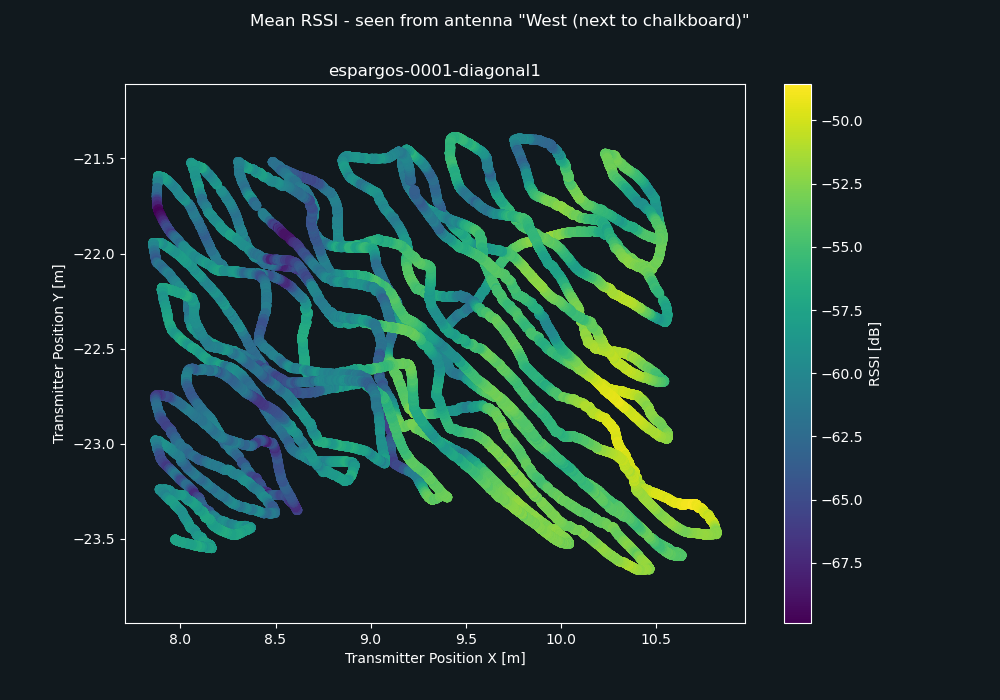 Mean RSSI - seen from antenna "West (next to chalkboard)"
espargos-0001-diagonal1
−21.5
−22.0
−22.5
−23.0
−23.5
Transmitter Position Y [m]
8.0 8.5 9.0 9.5 10.0 10.5
Transmitter Position X [m]
−50.0
−52.5
−55.0
−57.5
−60.0
−62.5
−65.0
−67.5
RSSI [dB]